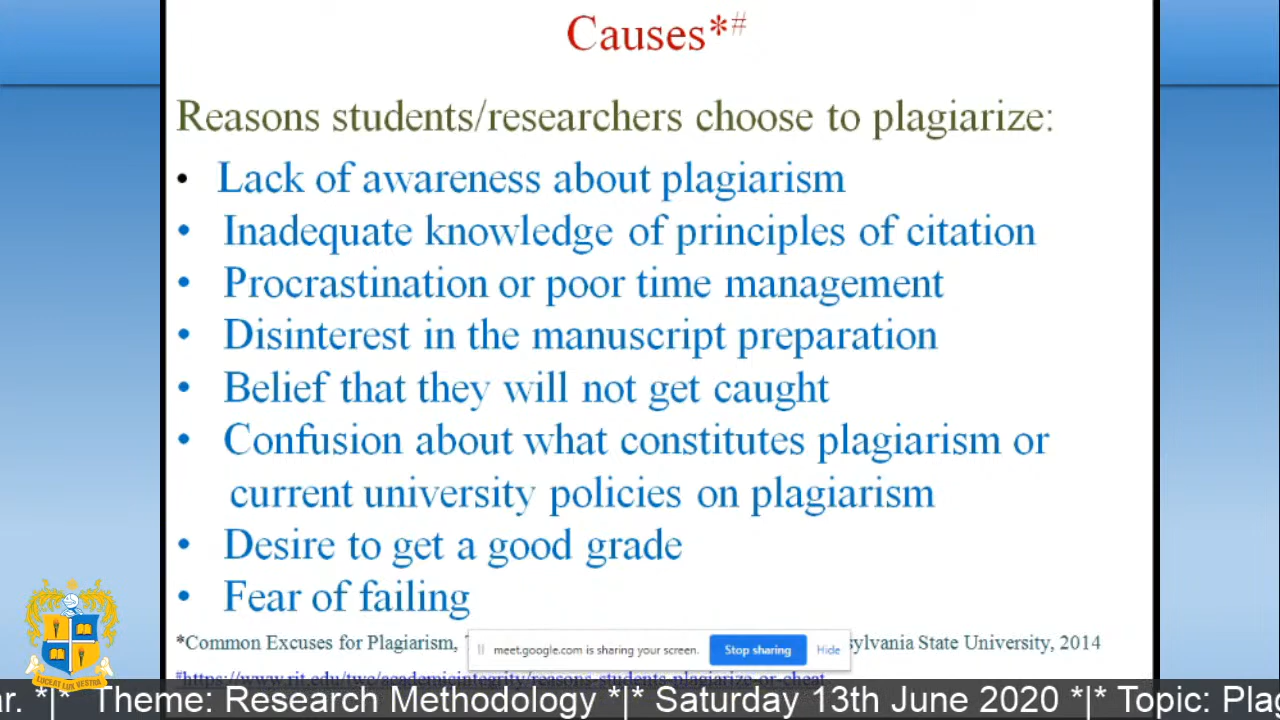 Causes*#
Reasons students/researchers choose to plagiarize:
• Lack of awareness about plagiarism
• Inadequate knowledge of principles of citation
• Procrastination or poor time management
• Disinterest in the manuscript preparation
• Belief that they will not get caught
• Confusion about what constitutes plagiarism or
current university policies on plagiarism
• Desire to get a good grade
• Fear of failing
*Common Excuses for Plagiarism, sylvania State University, 2014
meet.google.com is sharing your screen. Stop sharing Hide
#https://www.rit.edu/twc/academicintegrity/reasons-students-plagiarize-or-cheat
LUCEAT LUX VESTRA
ar. *|* Theme: Research Methodology *|* Saturday 13th June 2020 *|* Topic: Plag